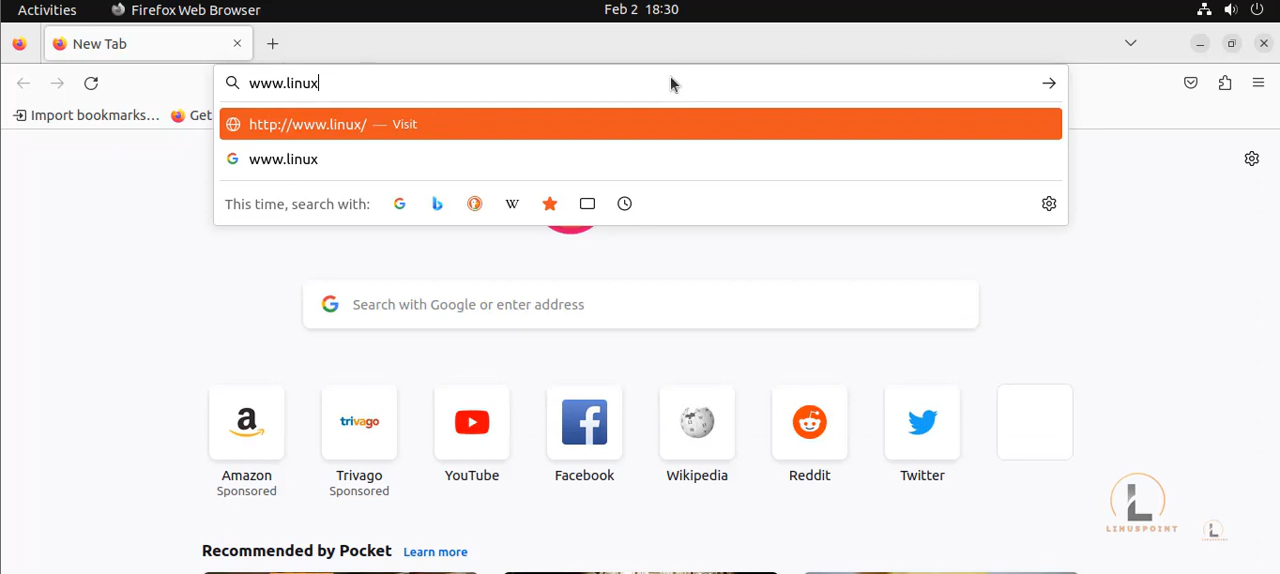 Activities Firefox Web Browser Feb 2 18:30
New Tab
www.linux
Import bookmarks... Get
http://www.linux/ — Visit
www.linux
This time, search with:
Search with Google or enter address
Amazon Trivago YouTube Facebook Wikipedia Reddit Twitter
Sponsored Sponsored
LINUSPOINT
Recommended by Pocket Learn more